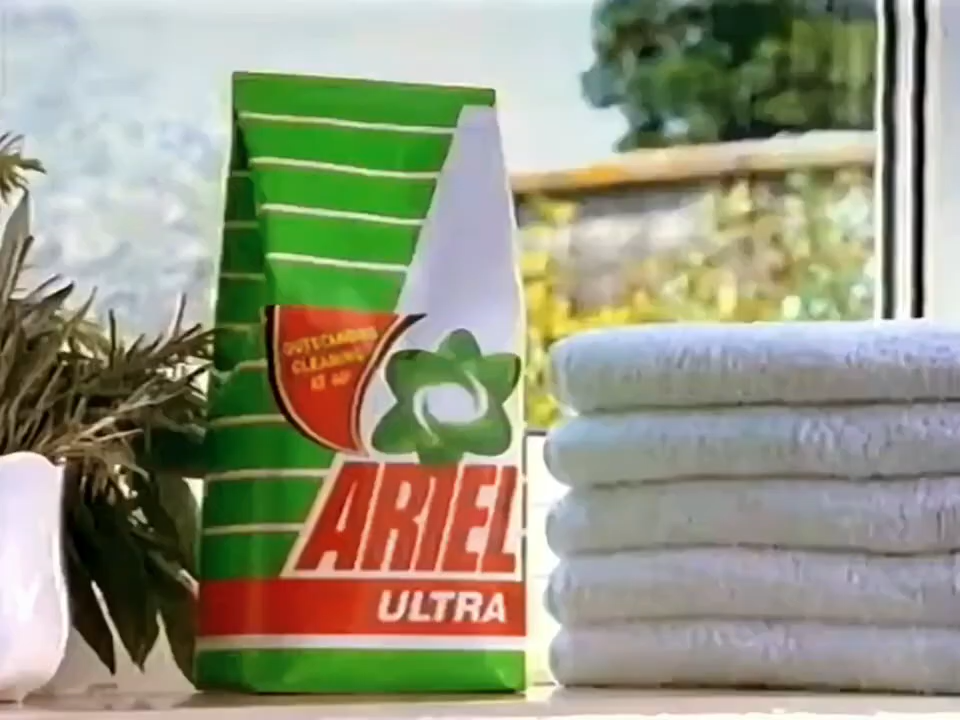 OUTSTANDING
CLEANING
AT 40°
ARIEL
ULTRA